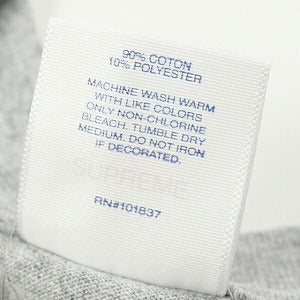 90% COTON
10% POLYESTER
MACHINE WASH WARM
WITH LIKE COLORS
ONLY NON-CHLORINE
BLEACH. TUMBLE DRY
MEDIUM. DO NOT IRON
IF DECORATED.
SUPREME
RN#101837